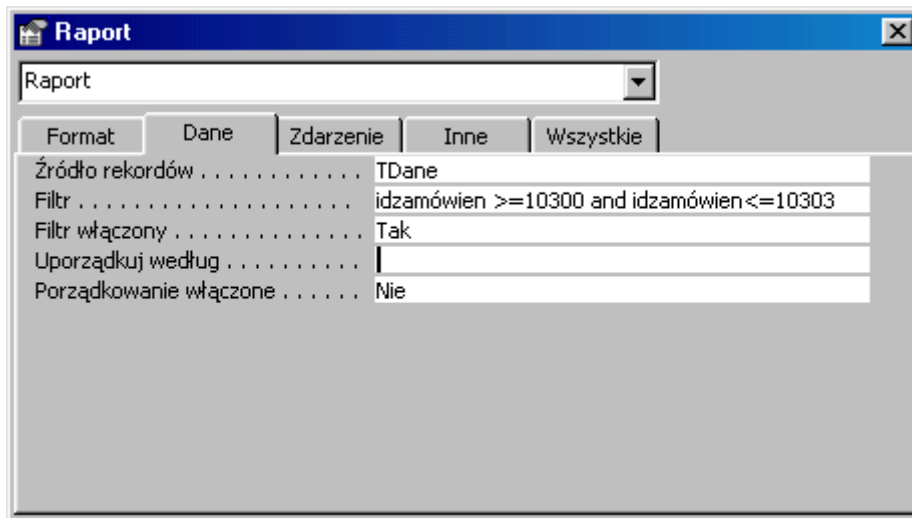 Raport
Raport
Format Dane Zdarzenie Inne Wszystkie
Źródło rekordów . . . . . . . . . . . . . TDane
Filtr . . . . . . . . . . . . . . . . . . . . . . idzamówien >=10300 and idzamówien<=10303
Filtr włączony . . . . . . . . . . . . . . . Tak
Uporządkuj według . . . . . . . . . .
Porządkowanie włączone . . . . . . Nie